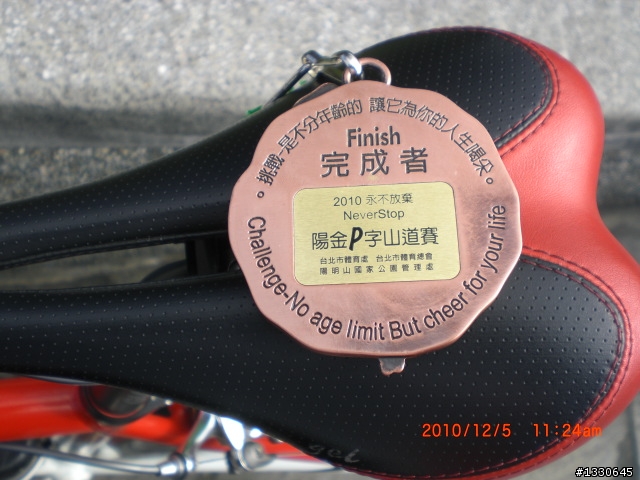 挑戰-是不分年齡的 讓它為你的人生喝采。
Finish
完成者
2010 永不放棄
NeverStop
陽金P字山道賽
台北市體育處 台北市體育總會
陽明山國家公園管理處
Challenge-No age limit But cheer for your life
2010/12/5 11:24am
#1330645